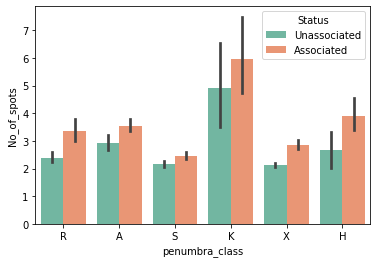 Status
Unassociated
Associated
7
6
5
4
3
2
1
0
No_of_spots
R A S K X H
penumbra_class